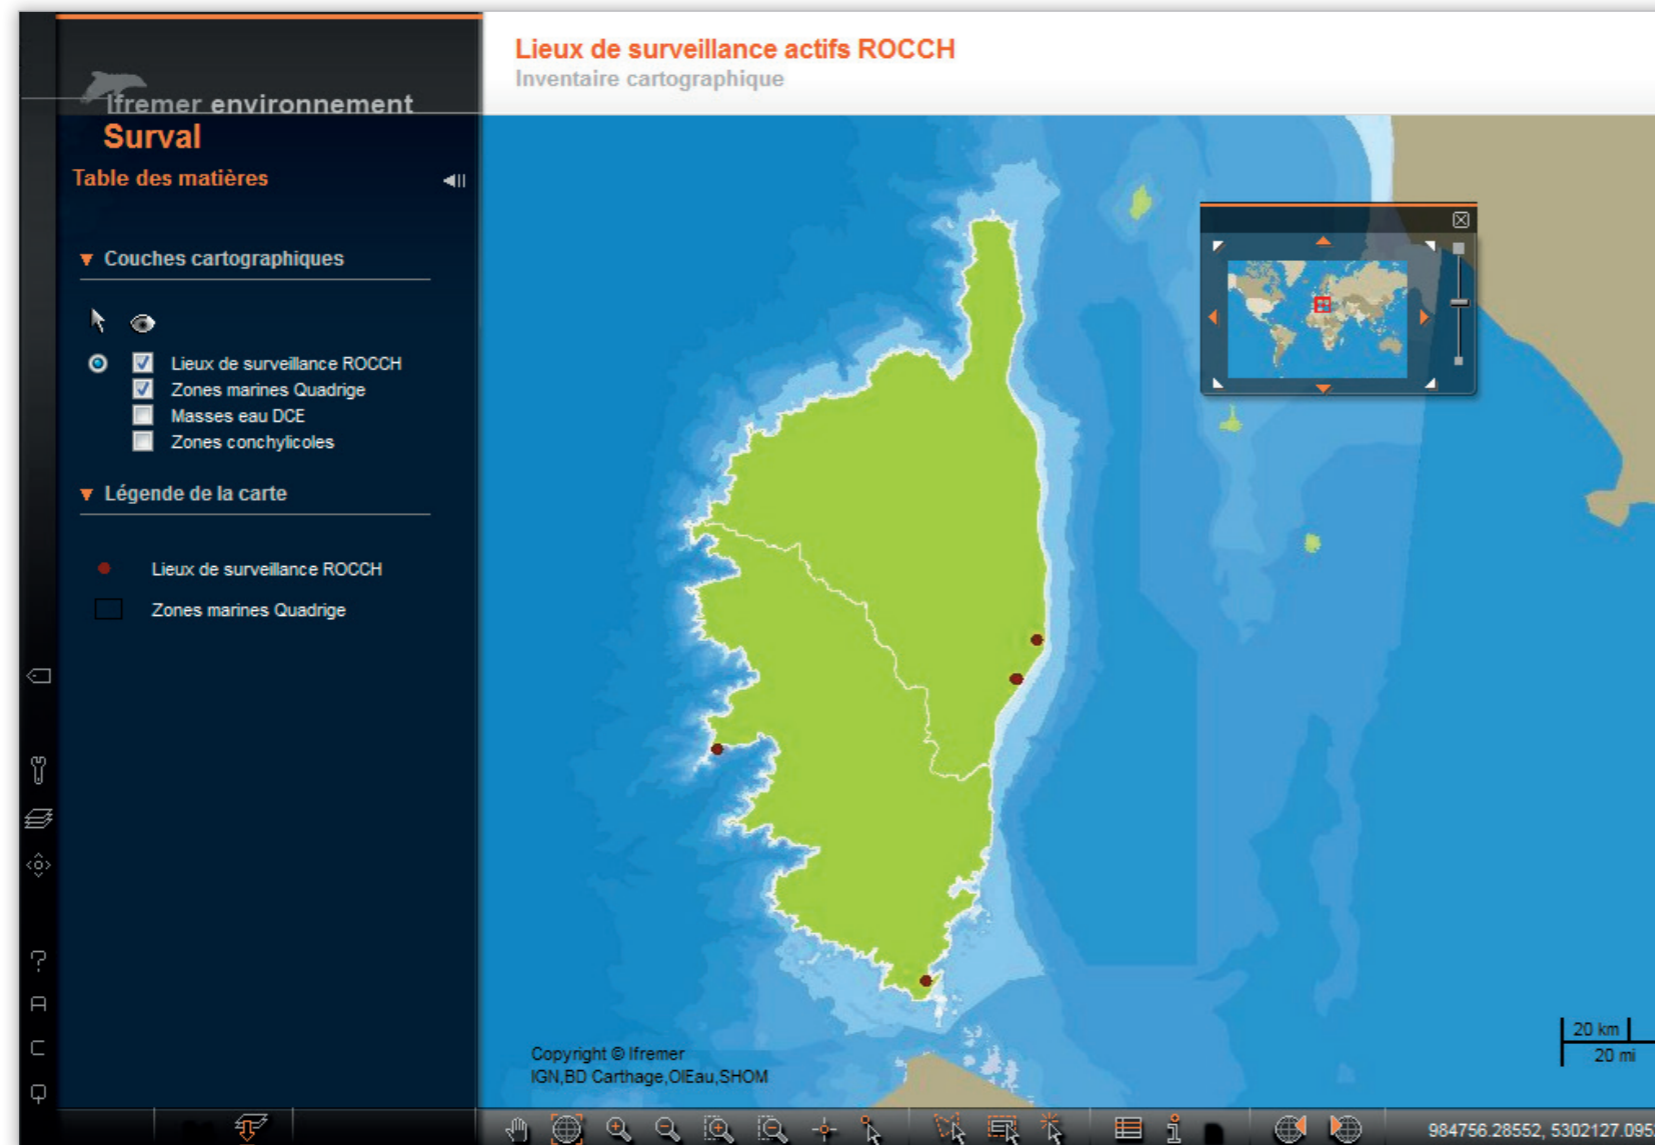 Ifremer environnement
Surval
Table des matières
Couches cartographiques
Lieux de surveillance ROCCH
Zones marines Quadrige
Masses eau DCE
Zones conchylicoles
Légende de la carte
Lieux de surveillance ROCCH
Zones marines Quadrige
Lieux de surveillance actifs ROCCH
Inventaire cartographique
Copyright © Ifremer
IGN,BD Carthage,OIEau,SHOM
20 km
20 mi
984756.28552, 5302127.095